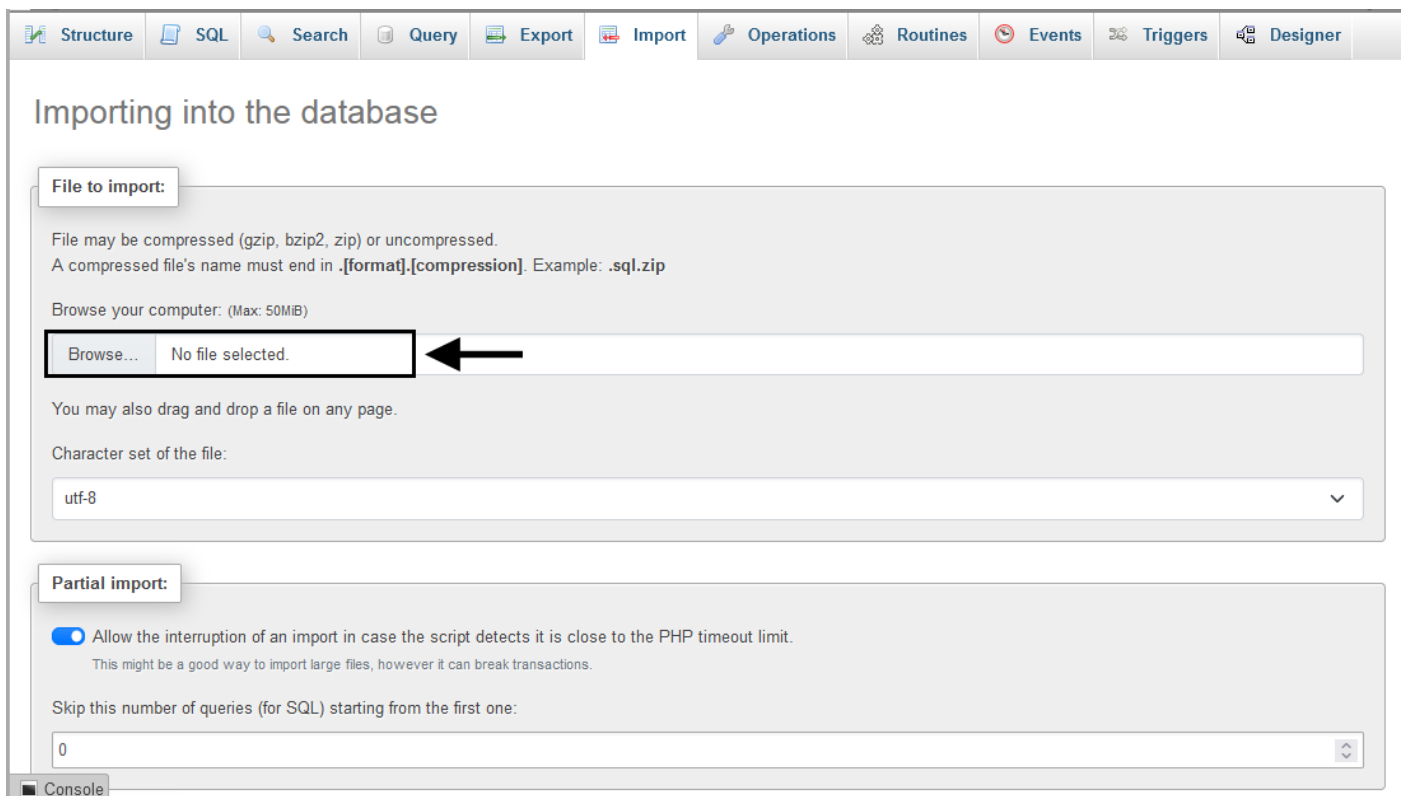 Structure SQL Search Query Export Import Operations Routines Events Triggers Designer
Importing into the database
File to import:
File may be compressed (gzip, bzip2, zip) or uncompressed.
A compressed file's name must end in .[format].[compression]. Example: .sql.zip
Browse your computer: (Max: 50MiB)
Browse... No file selected.
You may also drag and drop a file on any page.
Character set of the file:
utf-8
Partial import:
Allow the interruption of an import in case the script detects it is close to the PHP timeout limit.
This might be a good way to import large files, however it can break transactions.
Skip this number of queries (for SQL) starting from the first one:
0
Console